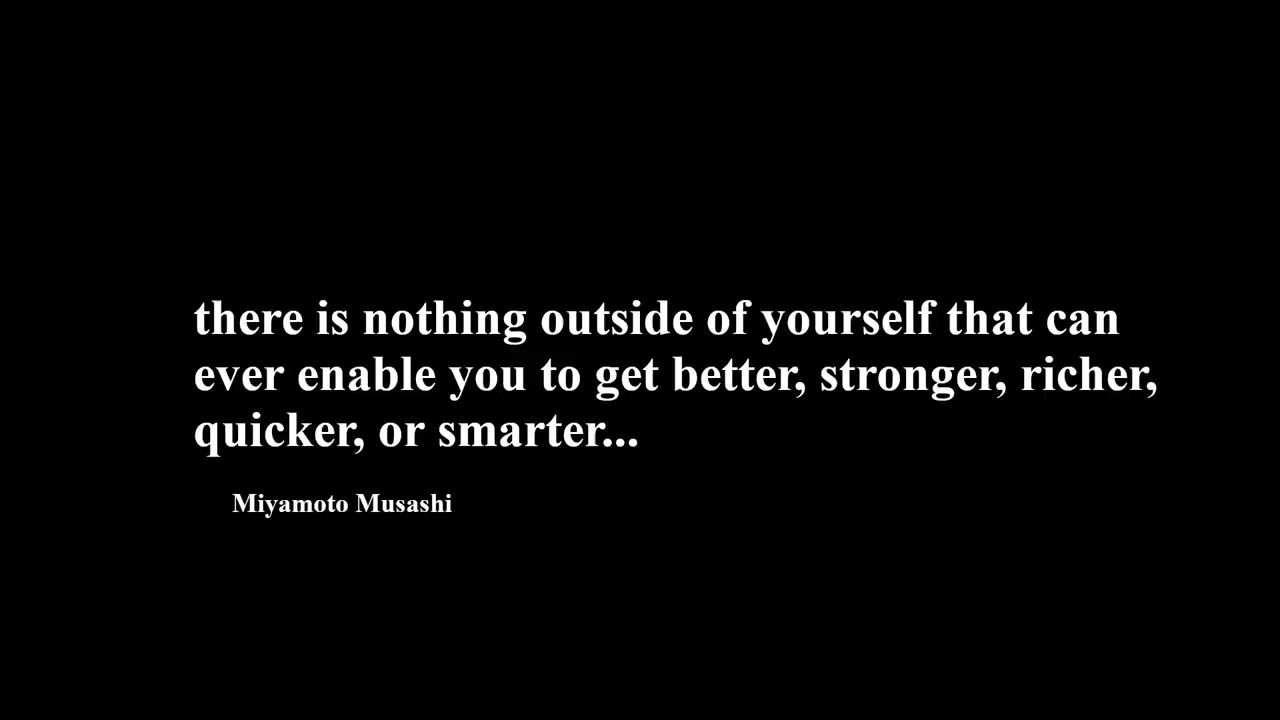 there is nothing outside of yourself that can
ever enable you to get better, stronger, richer,
quicker, or smarter...
Miyamoto Musashi